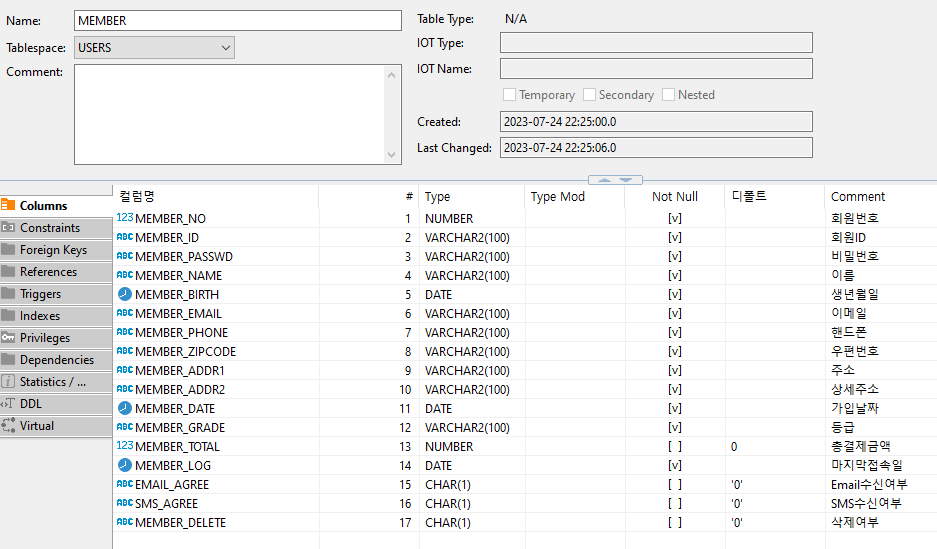 Name: MEMBER
Tablespace: USERS
Comment:
Table Type: N/A
IOT Type:
IOT Name:
Temporary Secondary Nested
Created: 2023-07-24 22:25:00.0
Last Changed: 2023-07-24 22:25:06.0
Columns
Constraints
Foreign Keys
References
Triggers
Indexes
Privileges
Dependencies
Statistics / ...
DDL
Virtual
컬럼명 # Type Type Mod Not Null 디폴트 Comment
123 MEMBER_NO 1 NUMBER [v] 회원번호
ABC MEMBER_ID 2 VARCHAR2(100) [v] 회원ID
ABC MEMBER_PASSWD 3 VARCHAR2(100) [v] 비밀번호
ABC MEMBER_NAME 4 VARCHAR2(100) [v] 이름
MEMBER_BIRTH 5 DATE [v] 생년월일
ABC MEMBER_EMAIL 6 VARCHAR2(100) [v] 이메일
ABC MEMBER_PHONE 7 VARCHAR2(100) [v] 핸드폰
ABC MEMBER_ZIPCODE 8 VARCHAR2(100) [v] 우편번호
ABC MEMBER_ADDR1 9 VARCHAR2(100) [v] 주소
ABC MEMBER_ADDR2 10 VARCHAR2(100) [v] 상세주소
MEMBER_DATE 11 DATE [v] 가입날짜
ABC MEMBER_GRADE 12 VARCHAR2(100) [v] 등급
123 MEMBER_TOTAL 13 NUMBER [ ] 0 총결제금액
MEMBER_LOG 14 DATE [v] 마지막접속일
ABC EMAIL_AGREE 15 CHAR(1) [ ] '0' Email수신여부
ABC SMS_AGREE 16 CHAR(1) [ ] '0' SMS수신여부
ABC MEMBER_DELETE 17 CHAR(1) [ ] '0' 삭제여부